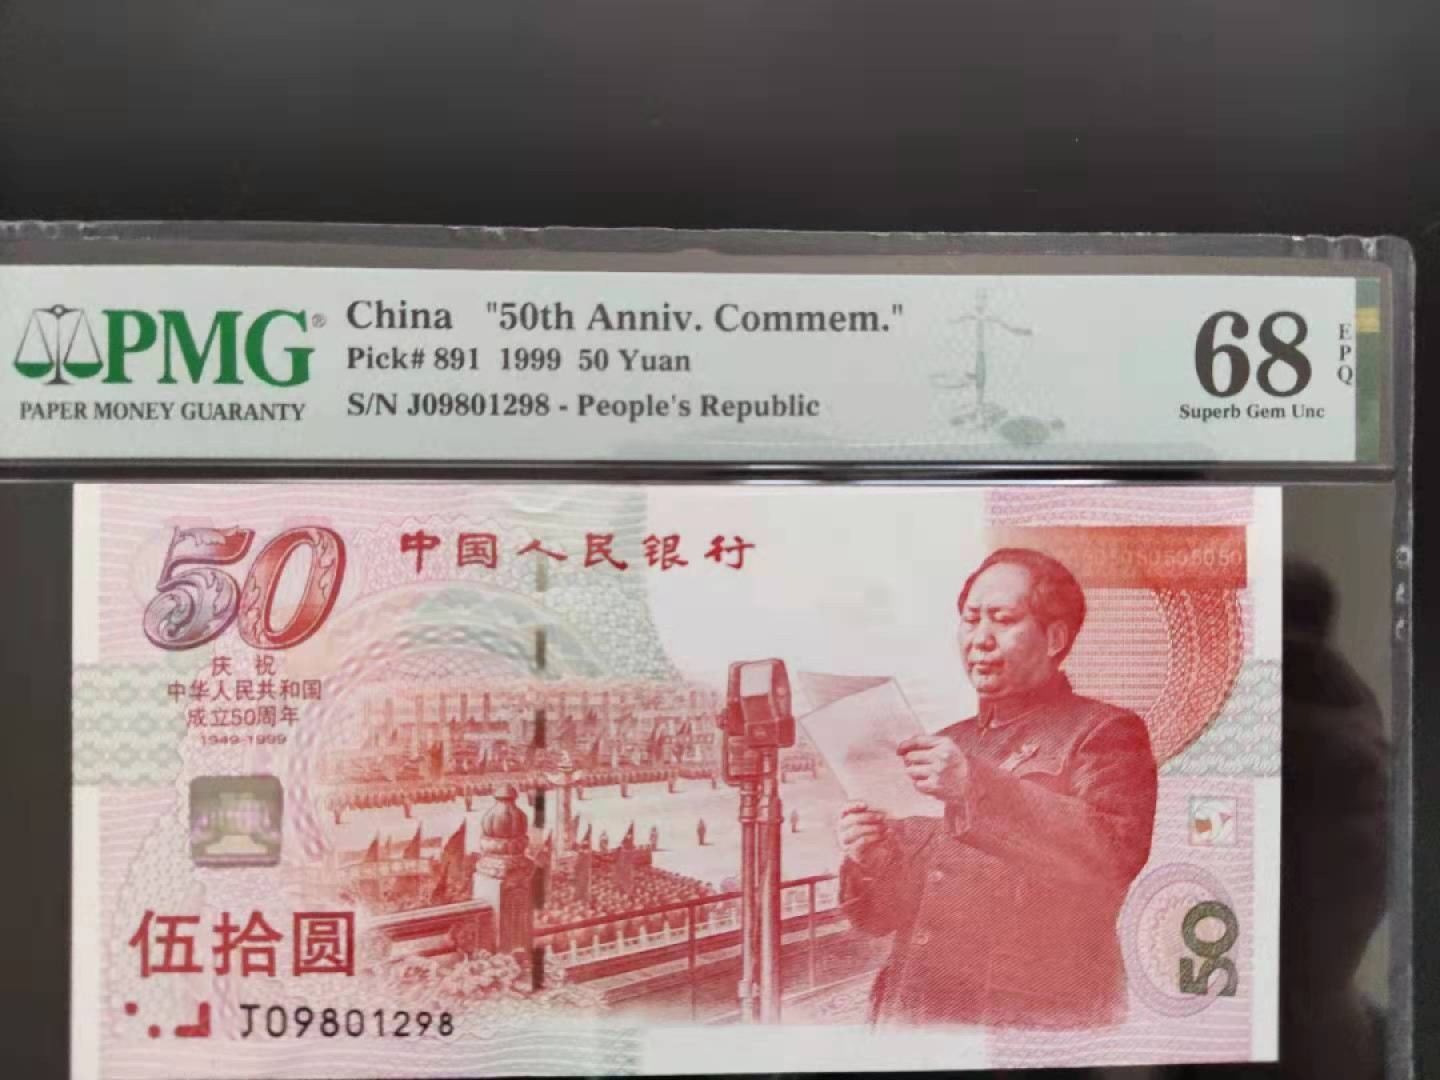 PMG®
PAPER MONEY GUARANTY
China "50th Anniv. Commem."
Pick# 891 1999 50 Yuan
S/N J09801298 - People's Republic
68
EPQ
Superb Gem Unc
50
中国人民银行
庆祝
中华人民共和国
成立50周年
1949-1999
伍拾圆
J09801298
50